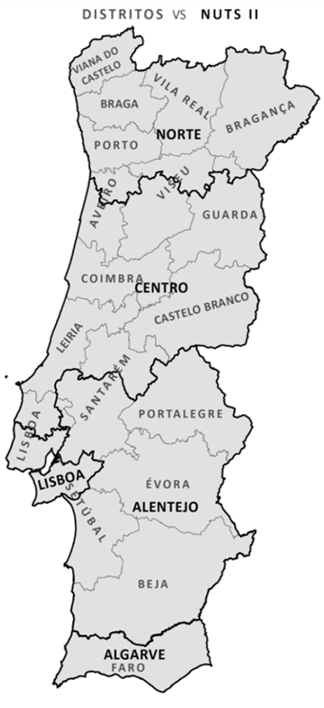 DISTRITOS VS NUTS II
VIANA DO
CASTELO
BRAGA
VILA REAL
BRAGANÇA
NORTE
PORTO
AVEIRO
VISEU
GUARDA
COIMBRA
CENTRO
CASTELO BRANCO
LEIRIA
SANTARÉM
PORTALEGRE
LISBOA
LISBOA
SETÚBAL
ÉVORA
ALENTEJO
BEJA
ALGARVE
FARO